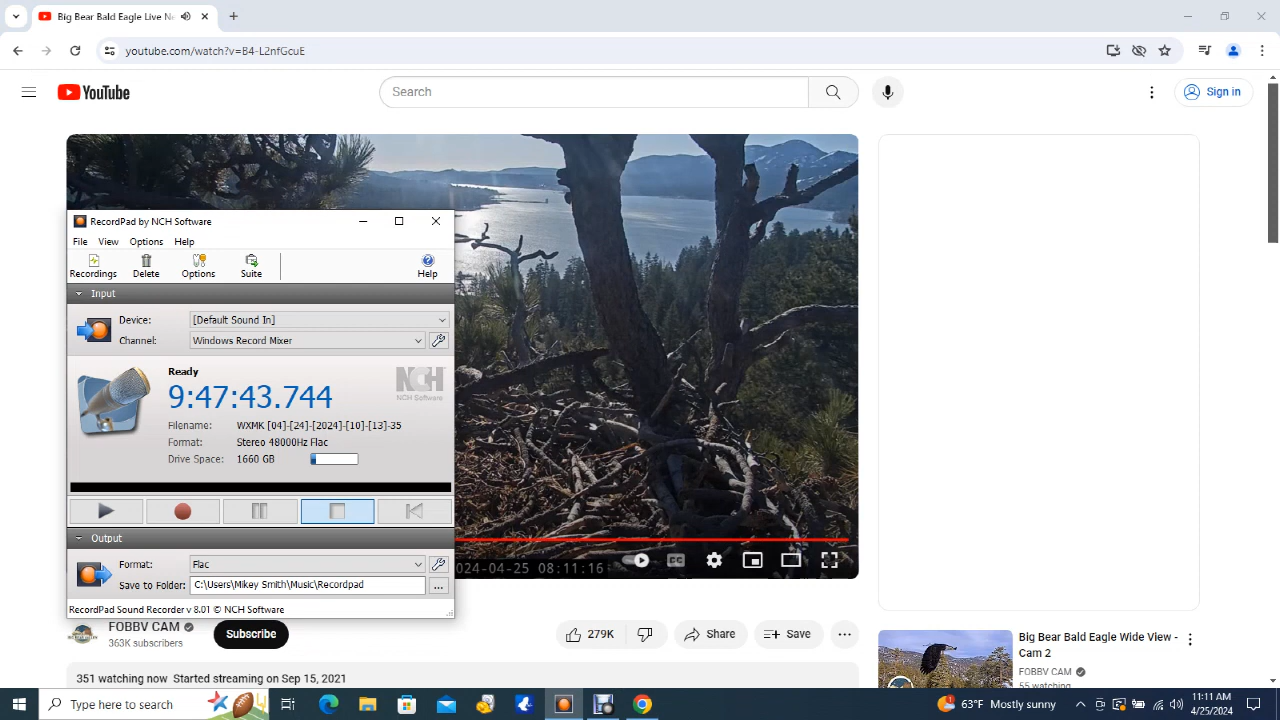 Big Bear Bald Eagle Live Ne
youtube.com/watch?v=B4-L2nfGcuE
YouTube
Search
Sign in
RecordPad by NCH Software
File View Options Help
Recordings Delete Options Suite Help
Input
Device: [Default Sound In]
Channel: Windows Record Mixer
Ready
9:47:43.744
NCH
NCH Software
Filename: WXMK [04]-[24]-[2024]-[10]-[13]-35
Format: Stereo 48000Hz Flac
Drive Space: 1660 GB
Output
Format: Flac
Save to Folder: C:\Users\Mikey Smith\Music\Recordpad
...
RecordPad Sound Recorder v 8.01 © NCH Software
024-04-25 08:11:16
FOBBV CAM
363K subscribers
Subscribe
279K
Share
Save
351 watching now Started streaming on Sep 15, 2021
Big Bear Bald Eagle Wide View -
Cam 2
FOBBV CAM
55 watching
Type here to search
63°F Mostly sunny
11:11 AM
4/25/2024